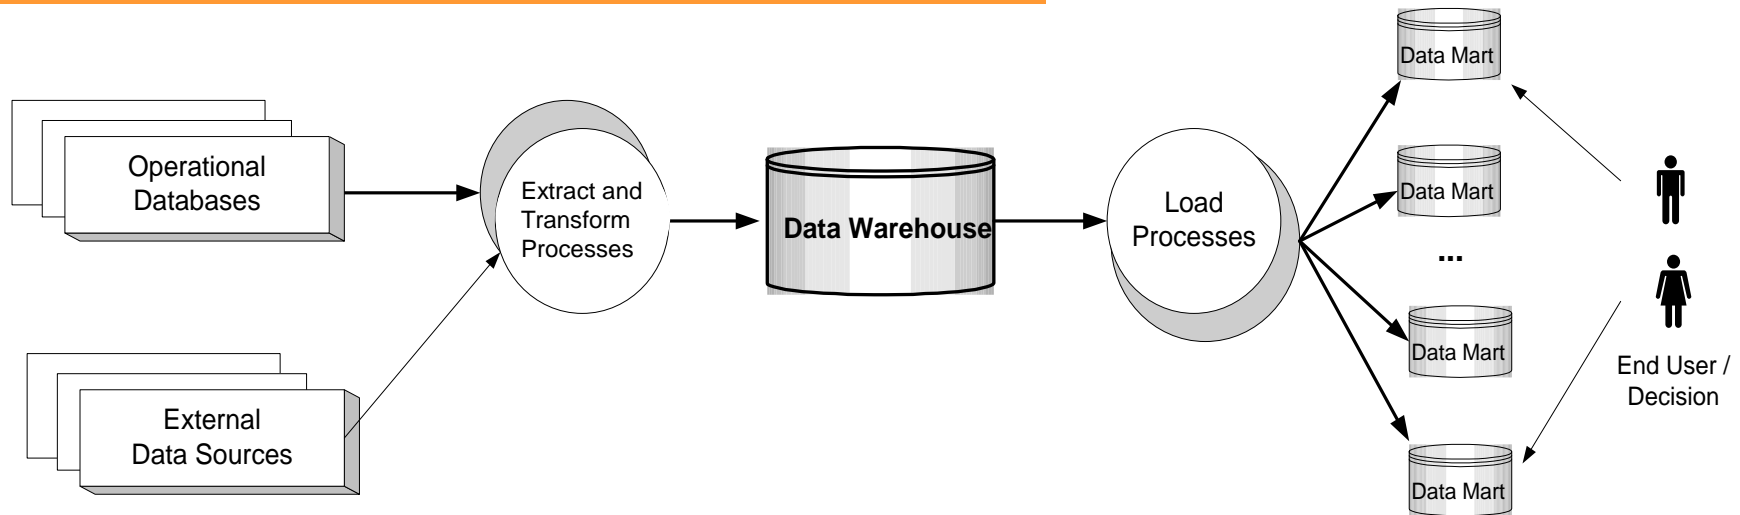 Operational
Databases
External
Data Sources
Extract and
Transform
Processes
Data Warehouse
Load
Processes
Data Mart
Data Mart
...
Data Mart
Data Mart
End User /
Decision